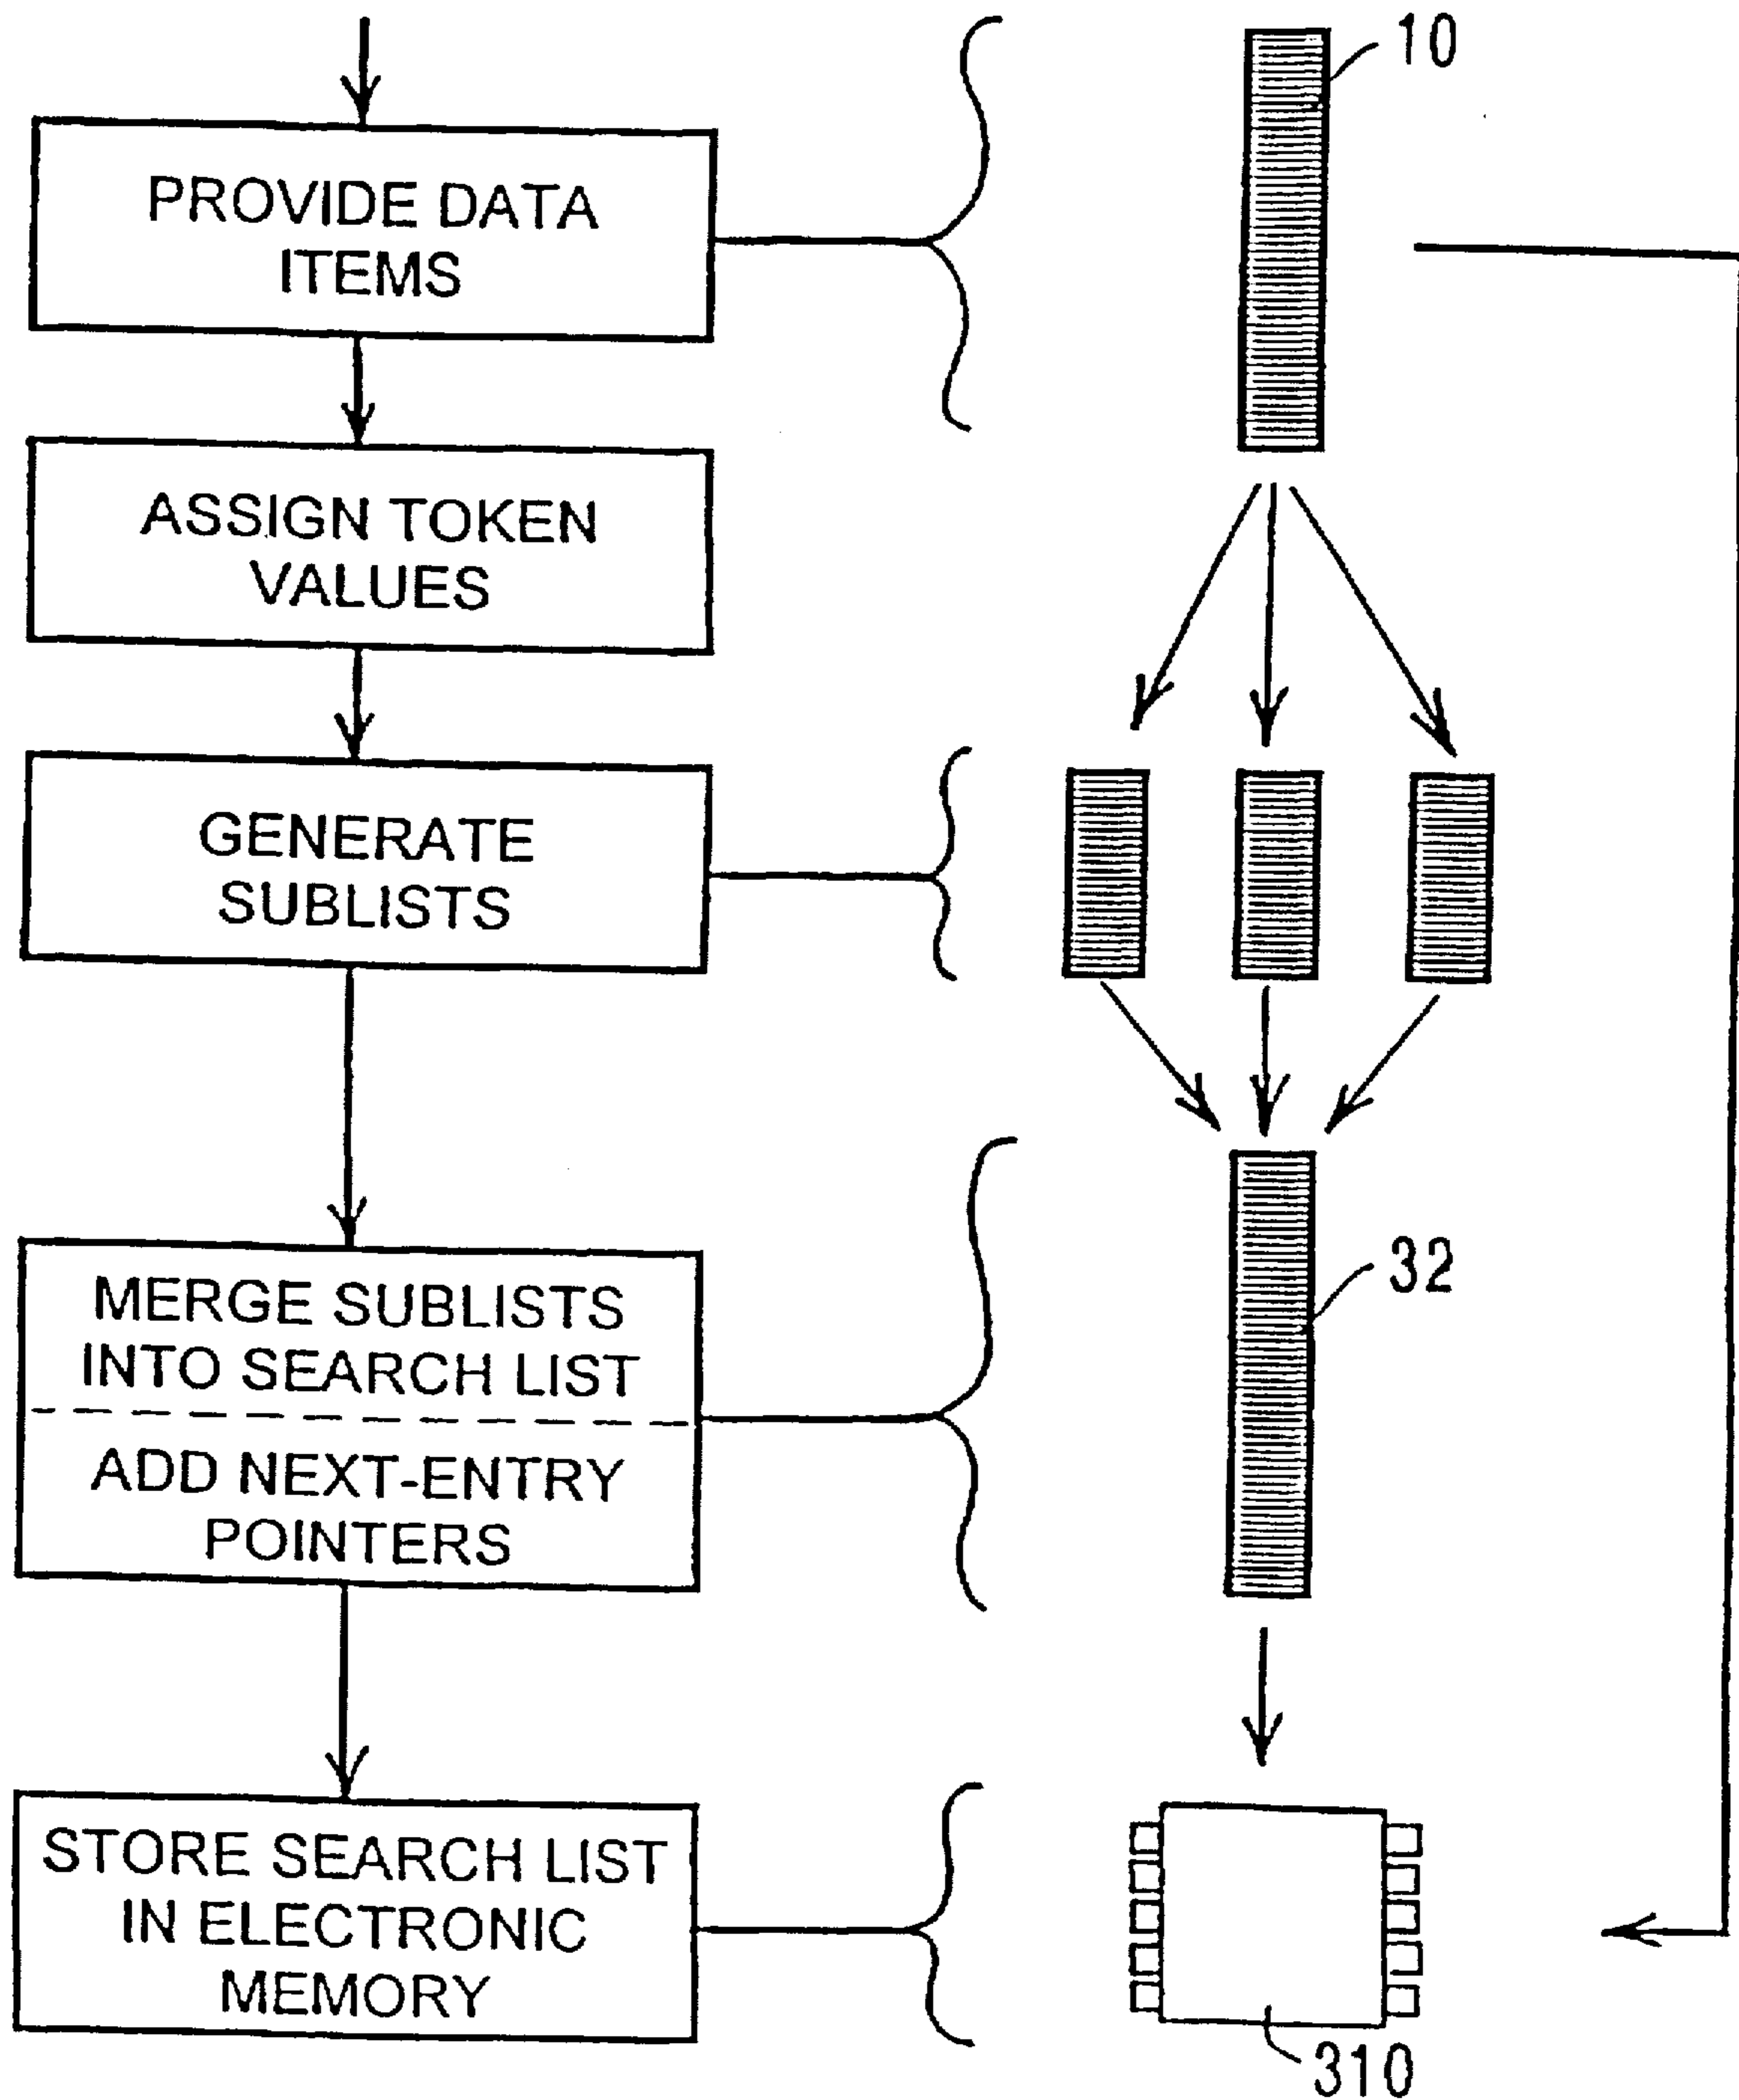 10
PROVIDE DATA
ITEMS
ASSIGN TOKEN
VALUES
GENERATE
SUBLISTS
MERGE SUBLISTS
INTO SEARCH LIST
32
ADD NEXT-ENTRY
POINTERS
STORE SEARCH LIST
IN ELECTRONIC
MEMORY
310